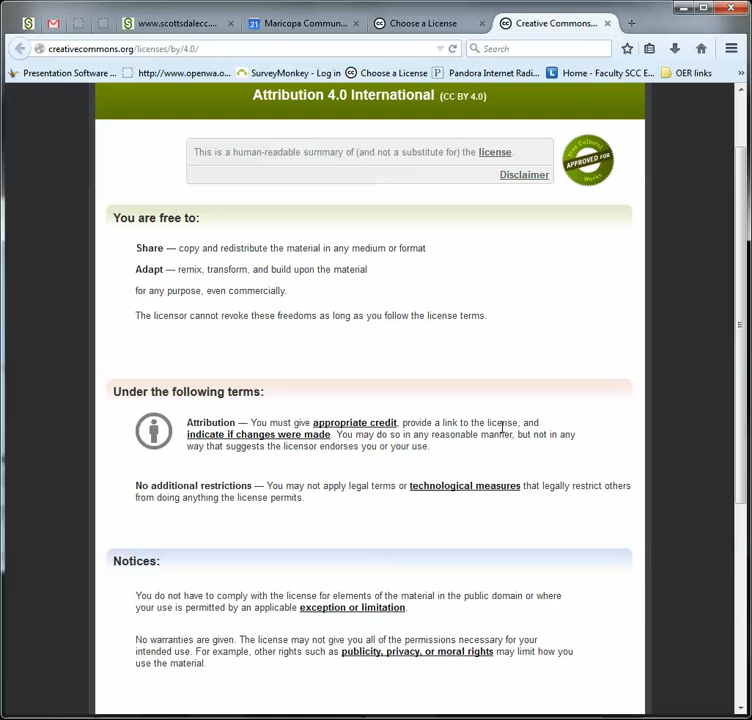 www.scottsdalecc....
Maricopa Commun...
Choose a License
Creative Commons...
creativecommons.org/licenses/by/4.0/
Search
Presentation Software ...
http://www.openwa...
SurveyMonkey - Log in
Choose a License
Pandora Internet Radi...
Home - Faculty SCC E...
OER links
Attribution 4.0 International (CC BY 4.0)
This is a human-readable summary of (and not a substitute for) the license.
Disclaimer
Free Cultural
APPROVED FOR
Works
You are free to:
Share — copy and redistribute the material in any medium or format
Adapt — remix, transform, and build upon the material
for any purpose, even commercially.
The licensor cannot revoke these freedoms as long as you follow the license terms.
Under the following terms:
Attribution — You must give appropriate credit, provide a link to the license, and
indicate if changes were made. You may do so in any reasonable manner, but not in any
way that suggests the licensor endorses you or your use.
No additional restrictions — You may not apply legal terms or technological measures that legally restrict others
from doing anything the license permits.
Notices:
You do not have to comply with the license for elements of the material in the public domain or where
your use is permitted by an applicable exception or limitation.
No warranties are given. The license may not give you all of the permissions necessary for your
intended use. For example, other rights such as publicity, privacy, or moral rights may limit how you
use the material.